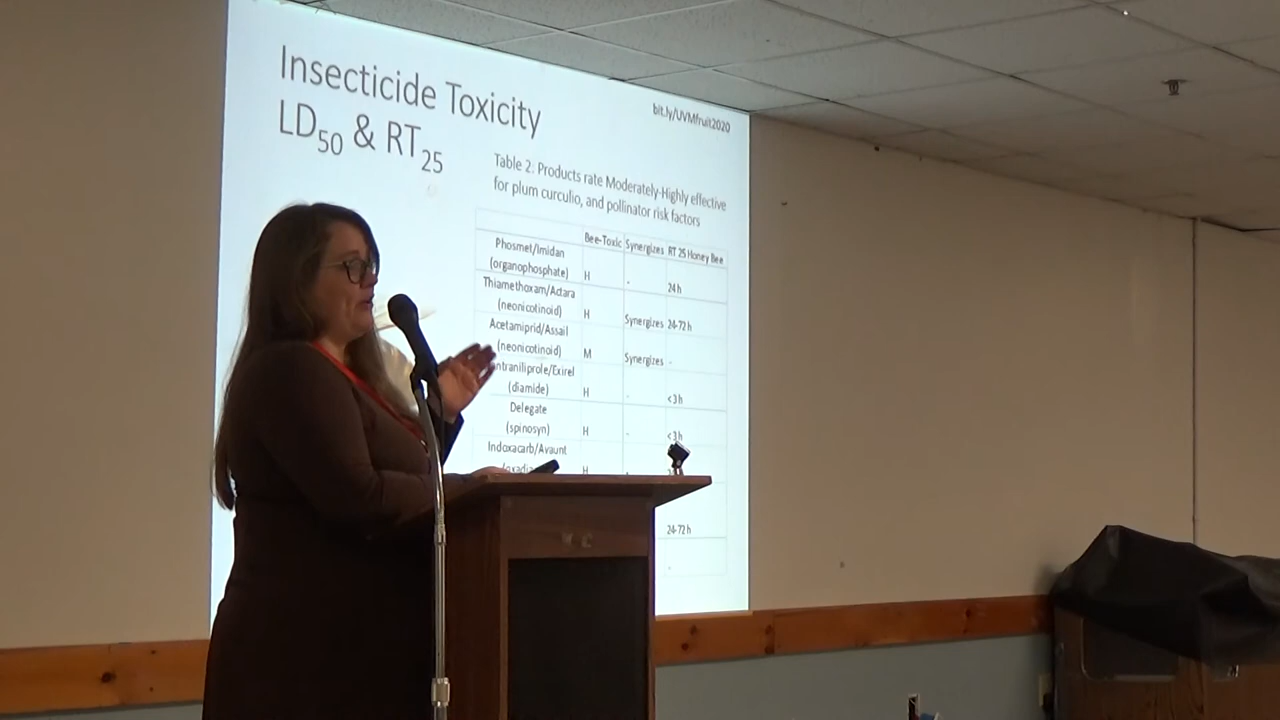 Insecticide Toxicity
LD50 & RT25
bit.ly/UVMfruit2020
Table 2. Products rate Moderately-Highly effective
for plum curculio, and pollinator risk factors
Bee-Toxic Synergizes RT 25 Honey Bee
Phosmet/Imidan
(organophosphate) H - 24 h
Thiamethoxam/Actara
(neonicotinoid) H Synergizes 24-72 h
Acetamiprid/Assail
(neonicotinoid) M Synergizes -
ntraniliprole/Exirel
(diamide) H - < 3 h
Delegate
(spinosyn) H - < 3 h
Indoxacarb/Avaunt
H -
24-72 h
-